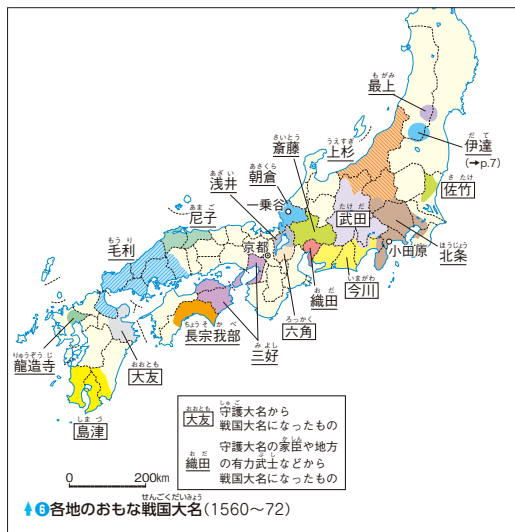 もがみ
最上
だて
伊達
(→p.7)
さたけ
佐竹
うえすぎ
上杉
さいとう
斎藤
あさくら
朝倉
あざい
浅井
一乗谷
あまご
尼子
もうり
毛利
たけだ
武田
京都
小田原
ほうじょう
北条
おだ
織田
いまがわ
今川
ろっかく
六角
みよし
三好
ちょうそかべ
長宗我部
りゅうぞうじ
龍造寺
おおとも
大友
しまづ
島津
おおとも
大友
しゅご
守護大名から
戦国大名になったもの
おだ
織田
かしん
守護大名の家臣や地方
ぶし
の有力武士などから
戦国大名になったもの
0 200km
せんごくだいみょう
⬆6各地のおもな戦国大名(1560〜72)